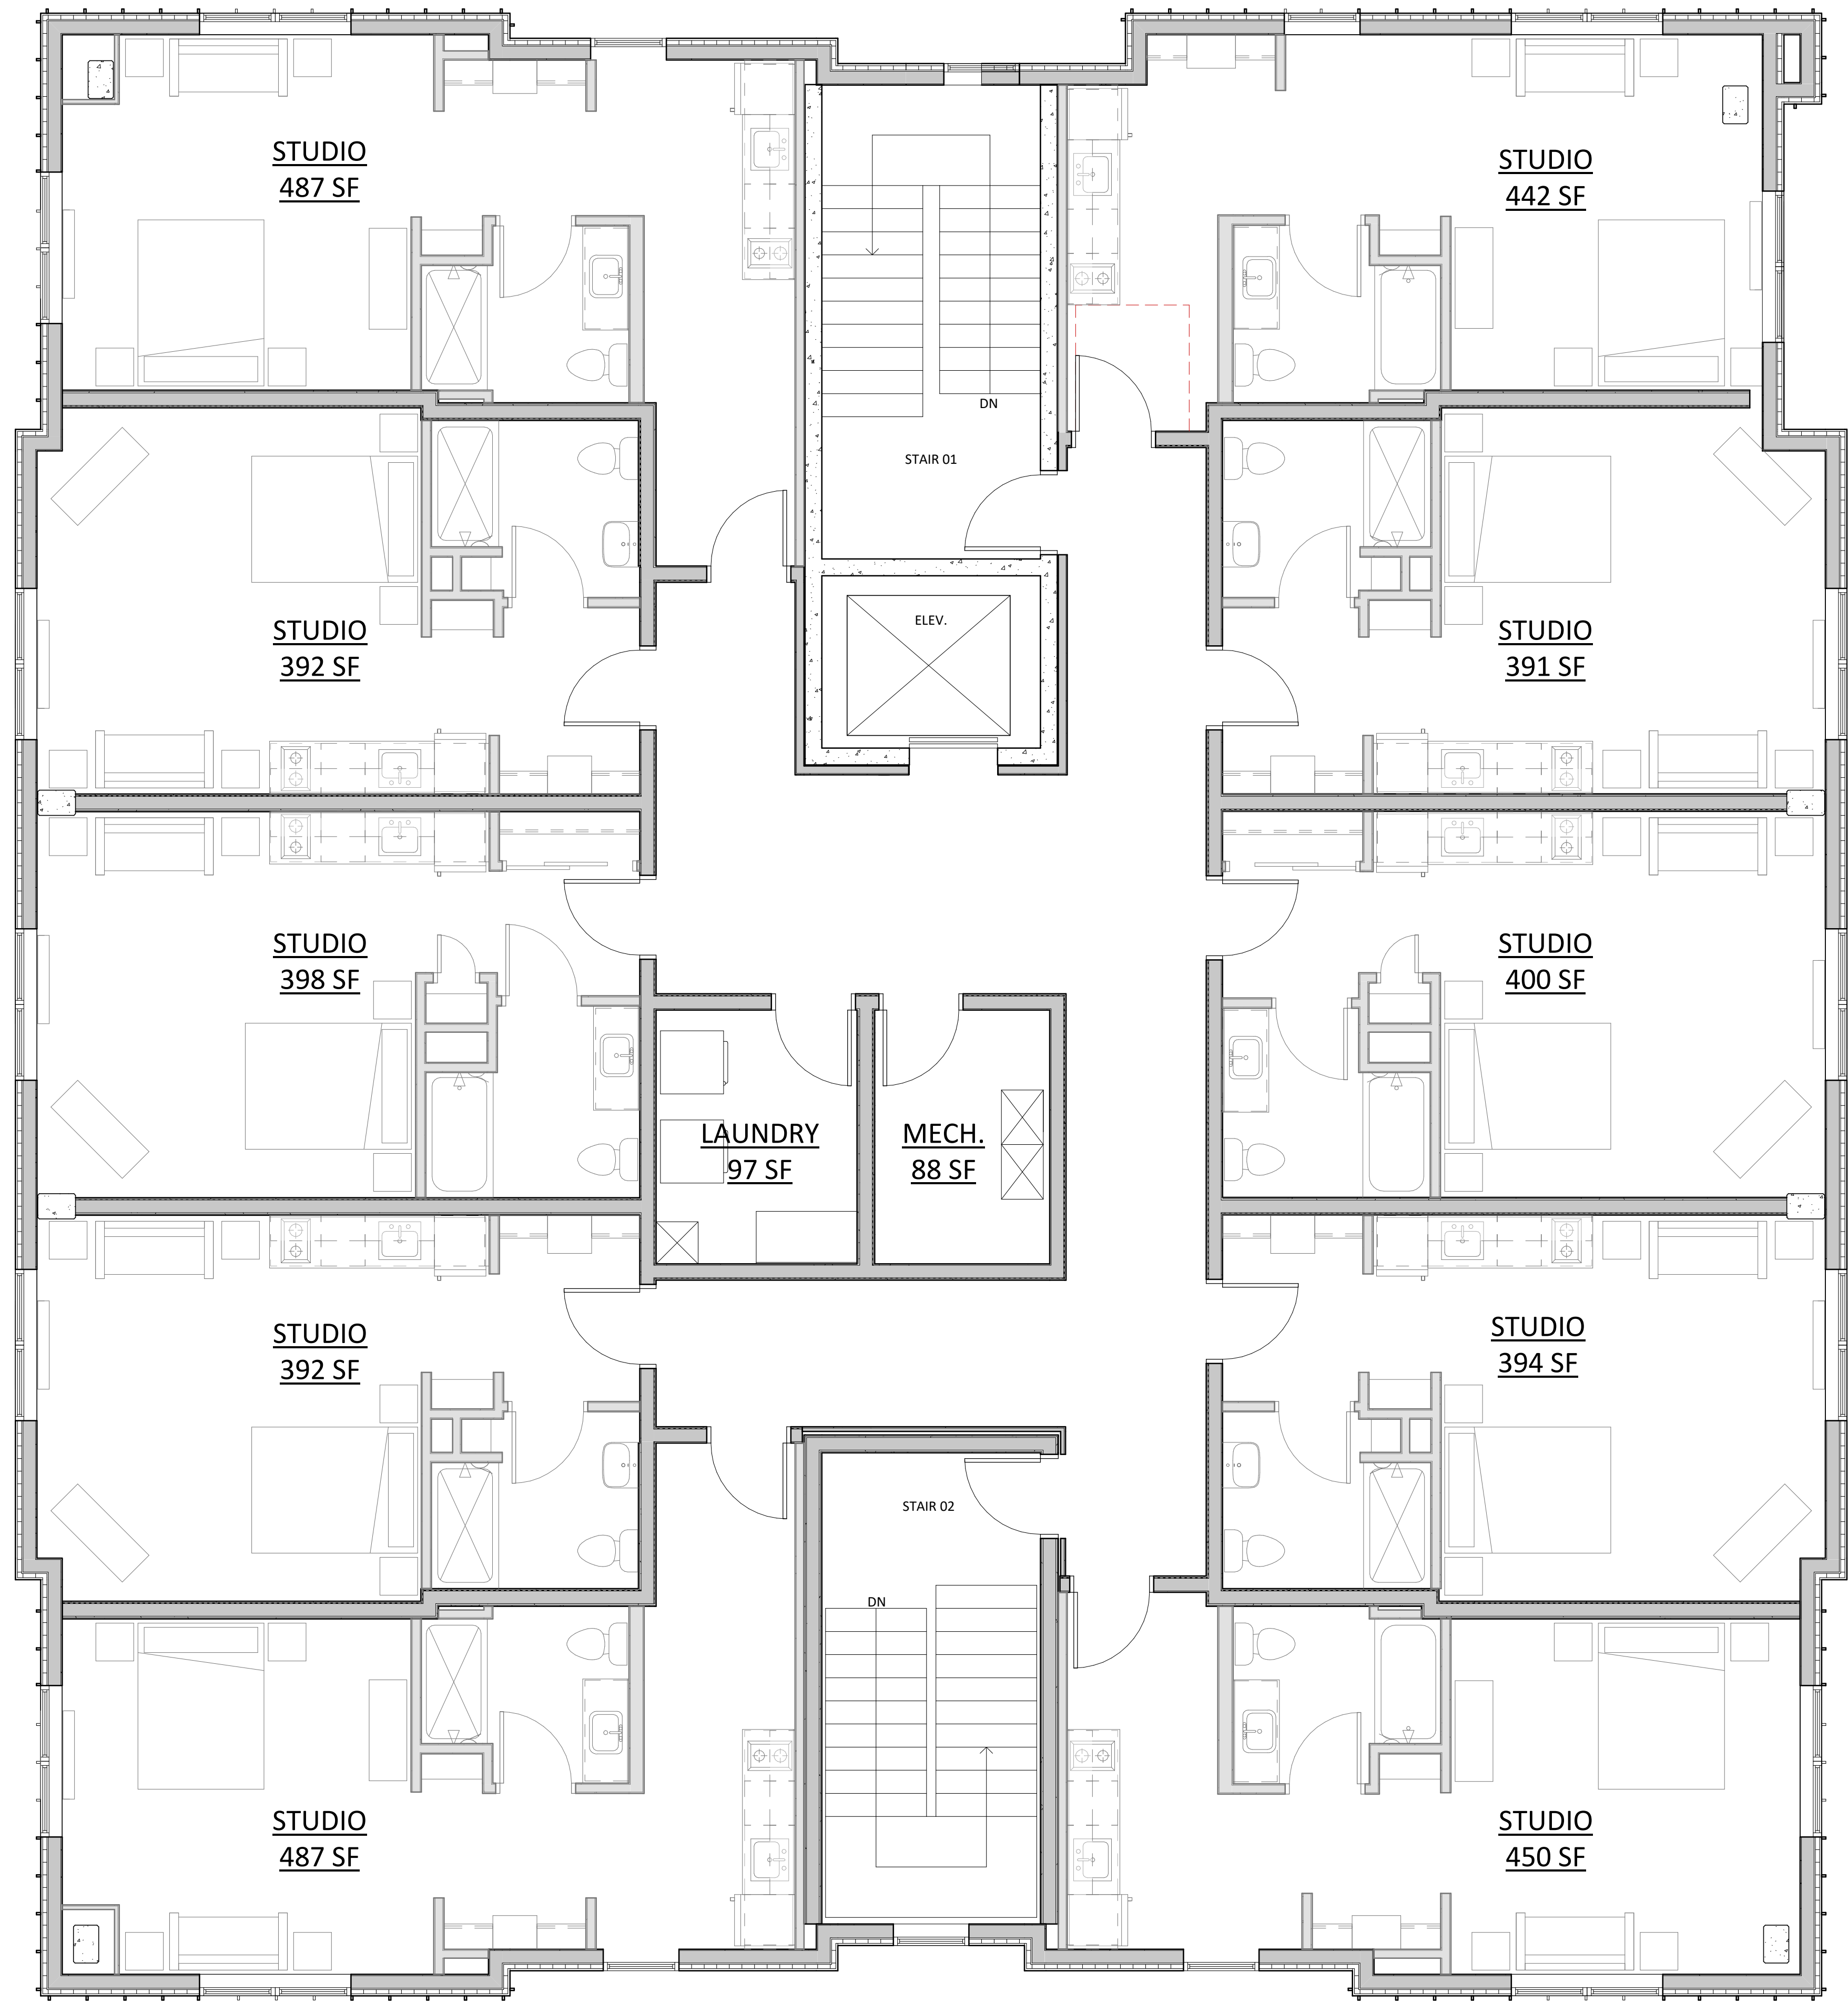 STUDIO
487 SF
STUDIO
442 SF
DN
STAIR 01
ELEV.
STUDIO
392 SF
STUDIO
391 SF
STUDIO
398 SF
STUDIO
400 SF
LAUNDRY
97 SF
MECH.
88 SF
STUDIO
392 SF
STUDIO
394 SF
STAIR 02
DN
STUDIO
487 SF
STUDIO
450 SF